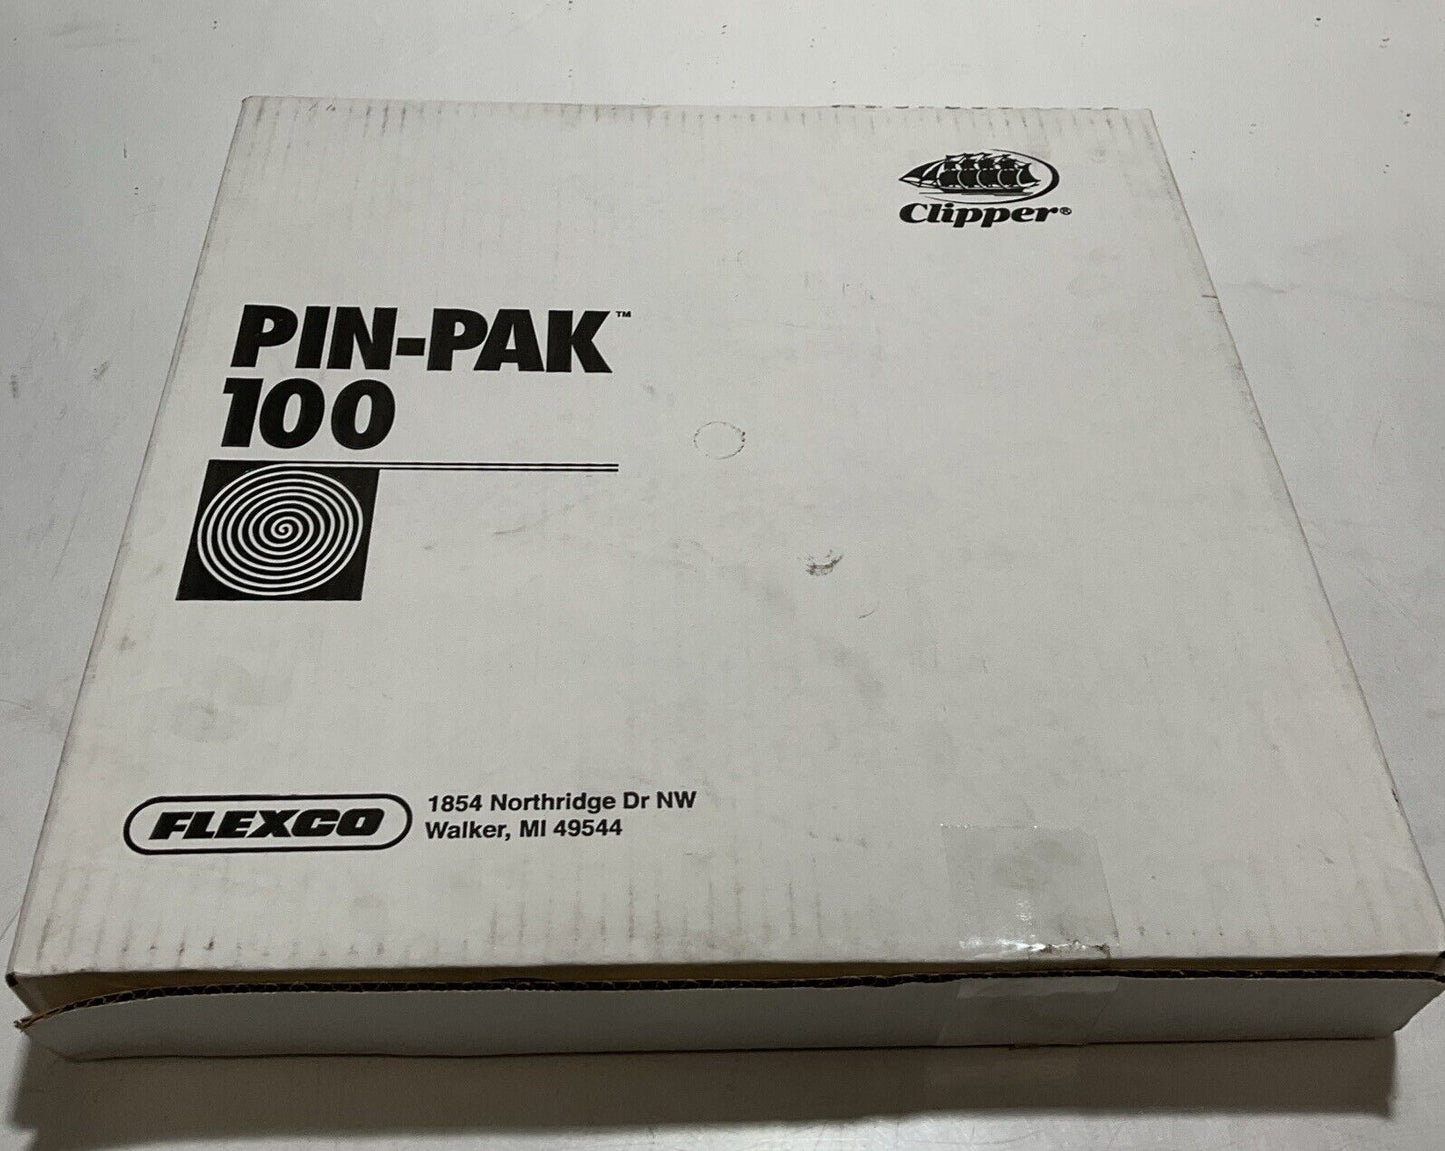 Clipper®
PIN-PAK™
100
FLEXCO
1854 Northridge Dr NW
Walker, MI 49544